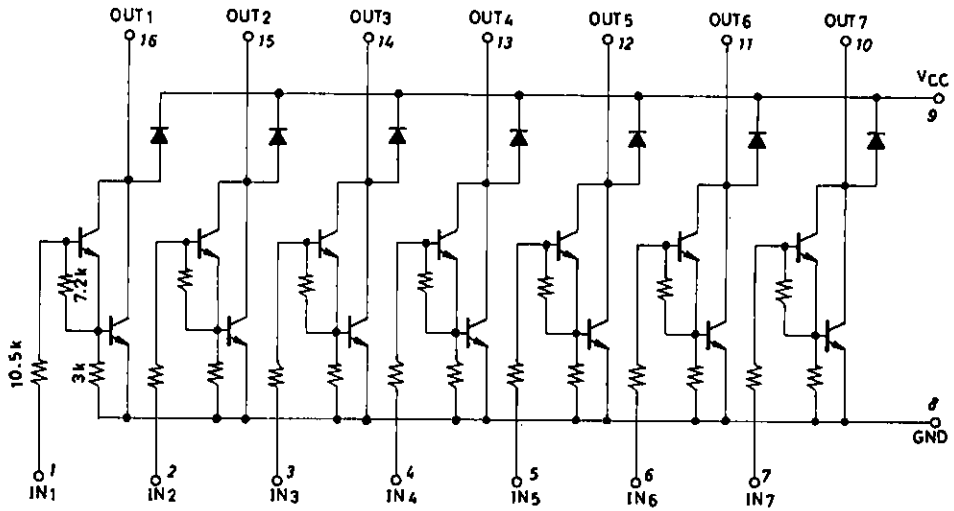 OUT1 OUT2 OUT3 OUT4 OUT5 OUT6 OUT7
16 15 14 13 12 11 10
VCC
9
7.2k
10.5k
3k
8
GND
1 2 3 4 5 6 7
IN1 IN2 IN3 IN4 IN5 IN6 IN7